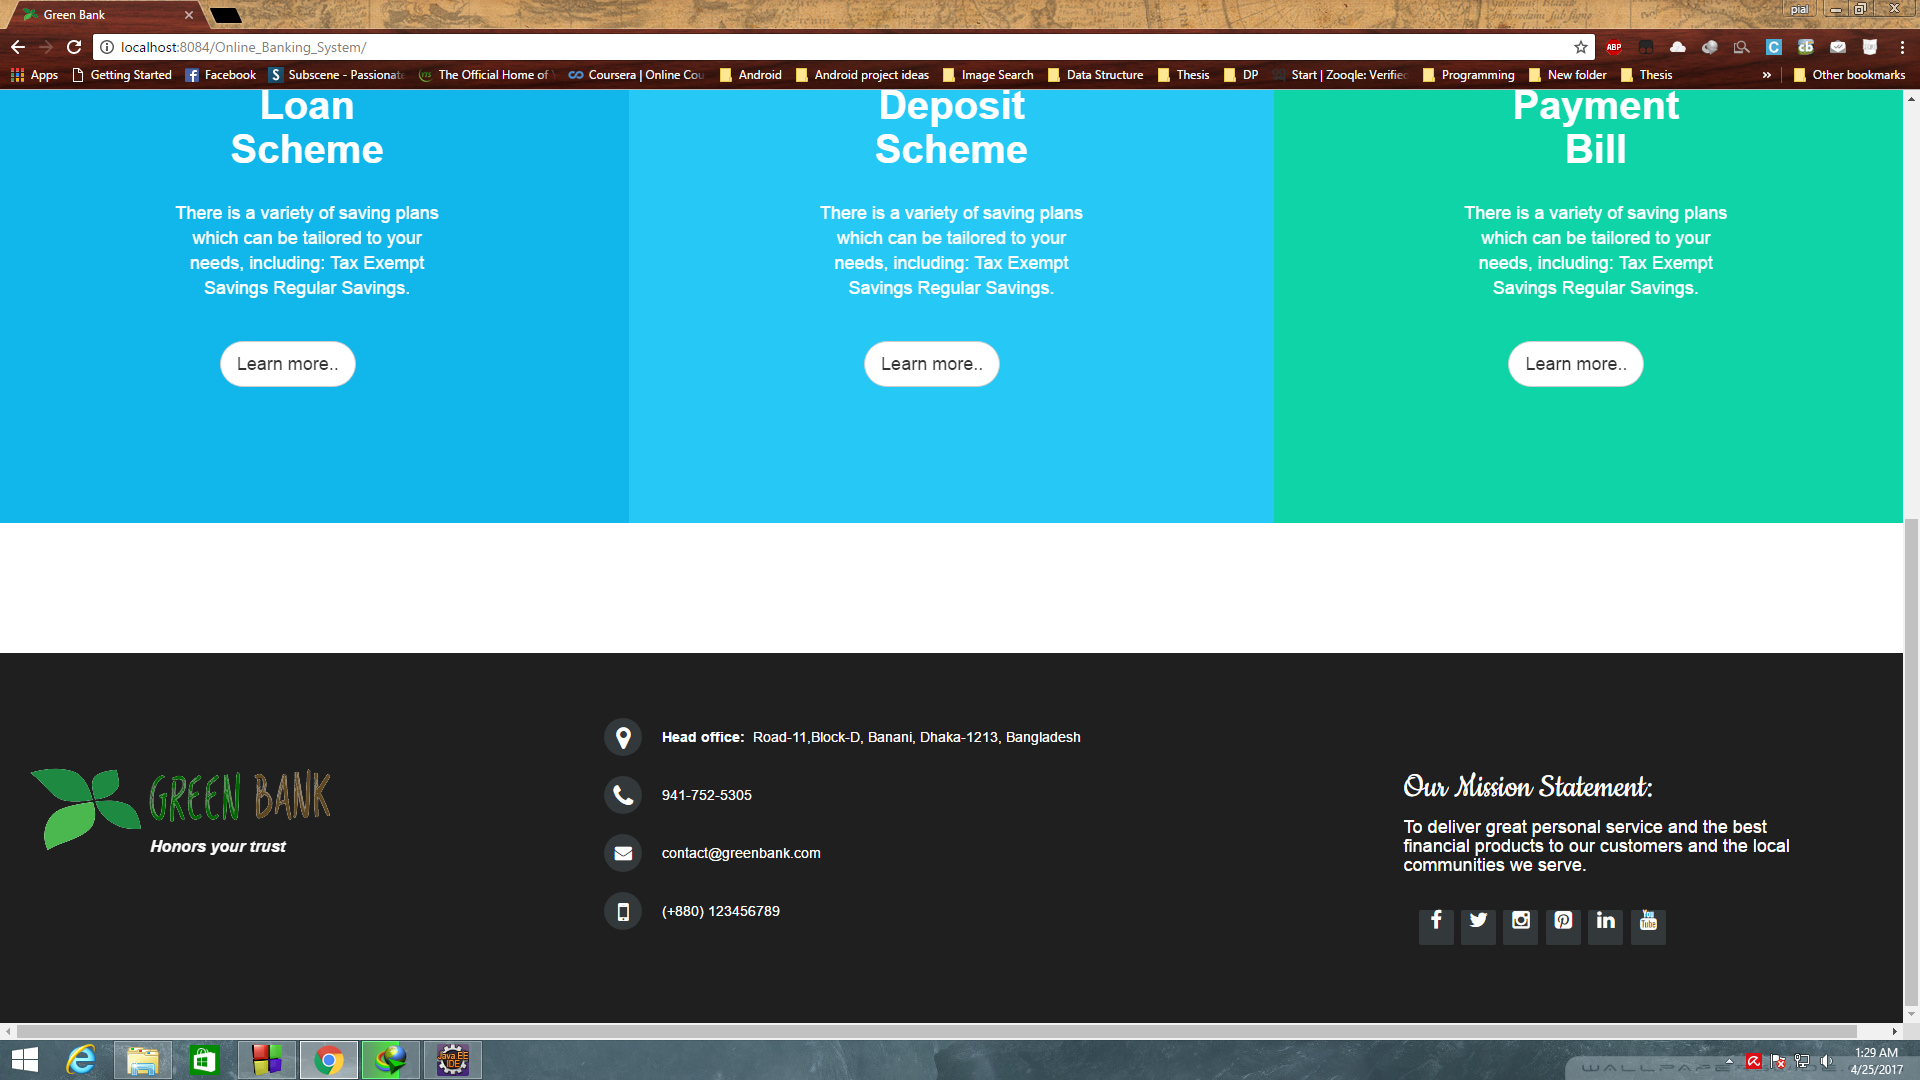 Green Bank
pial
localhost:8084/Online_Banking_System/
ABP
Apps
Getting Started
Facebook
Subscene - Passionate
The Official Home of
Coursera | Online Cou
Android
Android project ideas
Image Search
Data Structure
Thesis
DP
Start | Zooqle: Verified
Programming
New folder
Thesis
»
Other bookmarks
Loan
Scheme
There is a variety of saving plans
which can be tailored to your
needs, including: Tax Exempt
Savings Regular Savings.
Learn more..
Deposit
Scheme
There is a variety of saving plans
which can be tailored to your
needs, including: Tax Exempt
Savings Regular Savings.
Learn more..
Payment
Bill
There is a variety of saving plans
which can be tailored to your
needs, including: Tax Exempt
Savings Regular Savings.
Learn more..
GREEN BANK
Honors your trust
Head office: Road-11,Block-D, Banani, Dhaka-1213, Bangladesh
941-752-5305
contact@greenbank.com
(+880) 123456789
Our Mission Statement:
To deliver great personal service and the best
financial products to our customers and the local
communities we serve.
You
Tube
Java EE
IDE
1:29 AM
4/25/2017